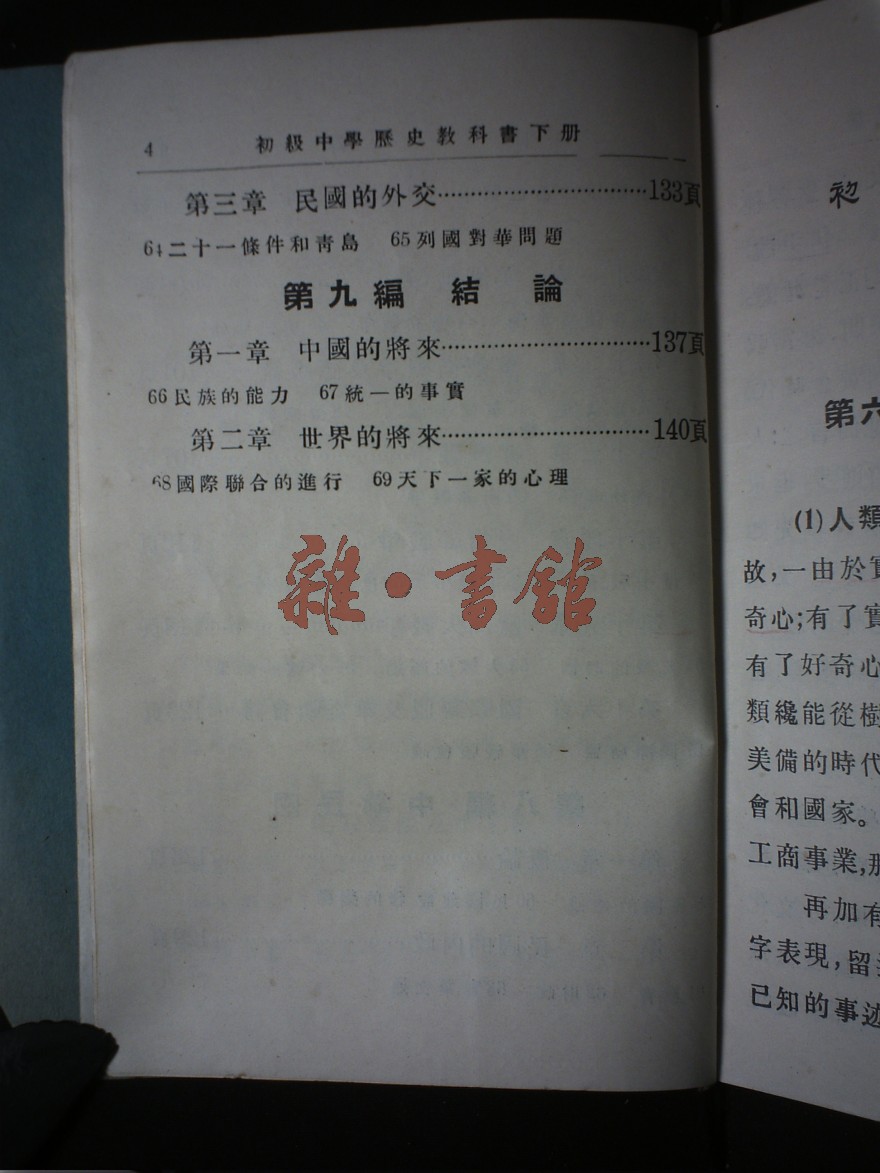 4 初級中學歷史教科書下册
第三章 民國的外交……………………………133頁
64二十一條件和靑島 65列國對華問題
第九編 結論
第一章 中國的將來……………………………137頁
66民族的能力 67統一的事實
第二章 世界的將來……………………………140頁
68國際聯合的進行 69天下一家的心理
雜·書館
初
第六
(1)人類
故,一由於實
奇心;有了實
有了好奇心
類纔能從樹
美備的時代
會和國家。
工商事業,那
再加有
字表現,留
已知的事迹